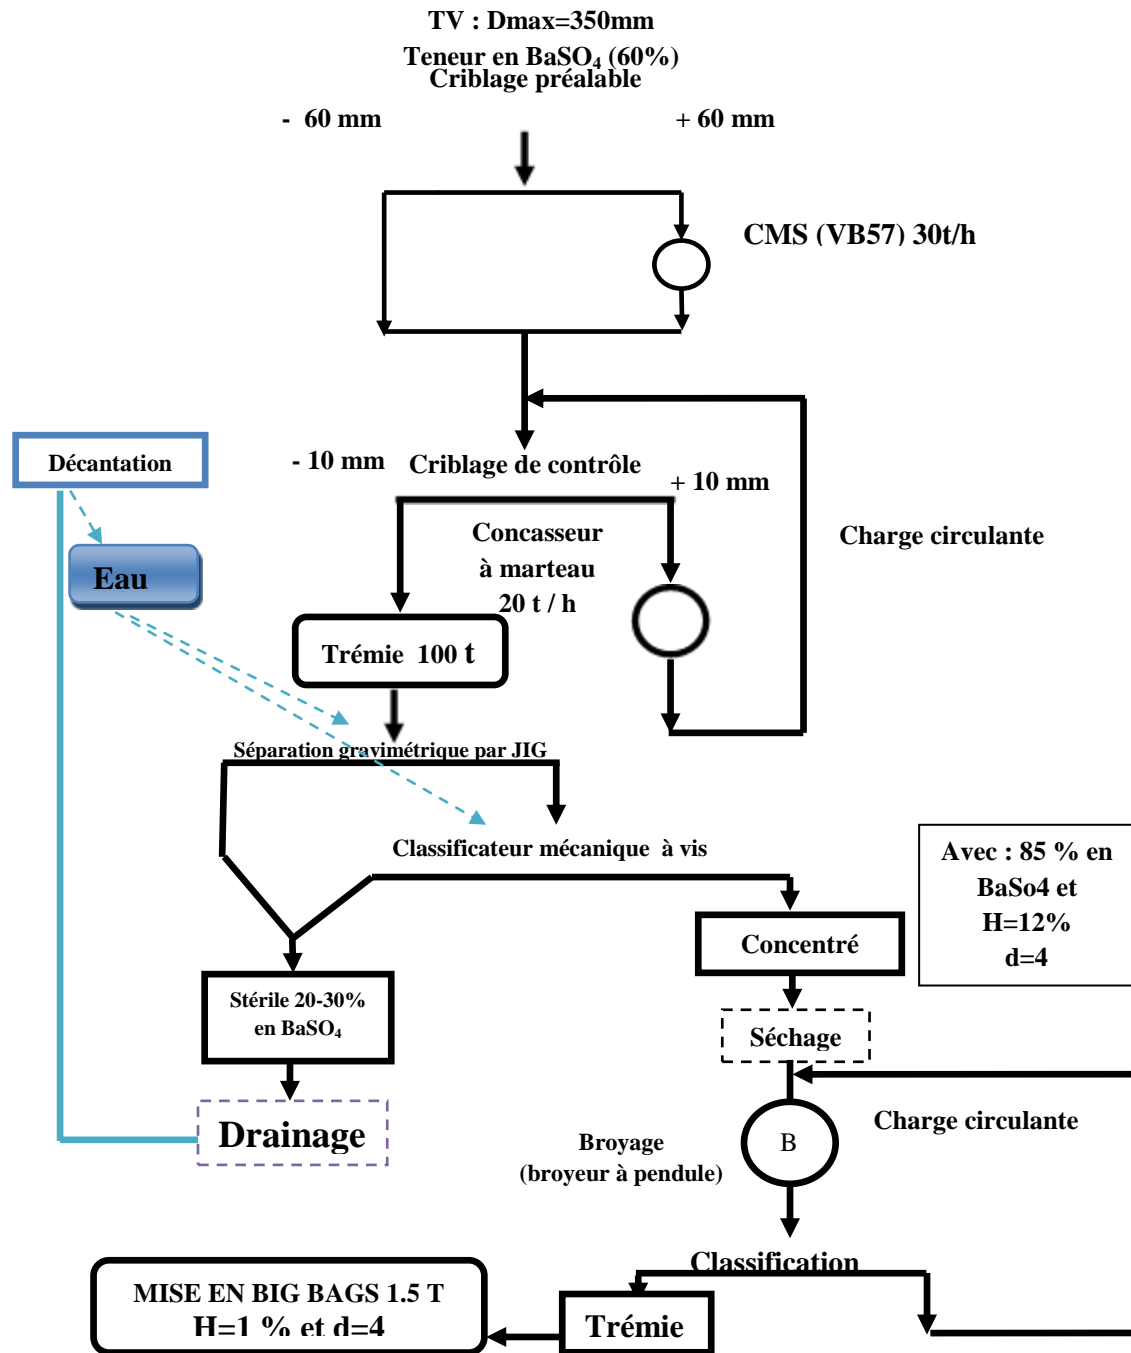 TV : Dmax=350mm
Teneur en BaSO₄ (60%)
Criblage préalable
- 60 mm
+ 60 mm
CMS (VB57) 30t/h
Décantation
- 10 mm
Criblage de contrôle
+ 10 mm
Concasseur
à marteau
20 t / h
Charge circulante
Eau
Trémie 100 t
Séparation gravimétrique par JIG
Classificateur mécanique à vis
Avec : 85 % en
BaSo4 et
H=12%
d=4
Concentré
Stérile 20-30%
en BaSO₄
Séchage
Drainage
Charge circulante
Broyage
(broyeur à pendule)
B
Classification
MISE EN BIG BAGS 1.5 T
H=1 % et d=4
Trémie